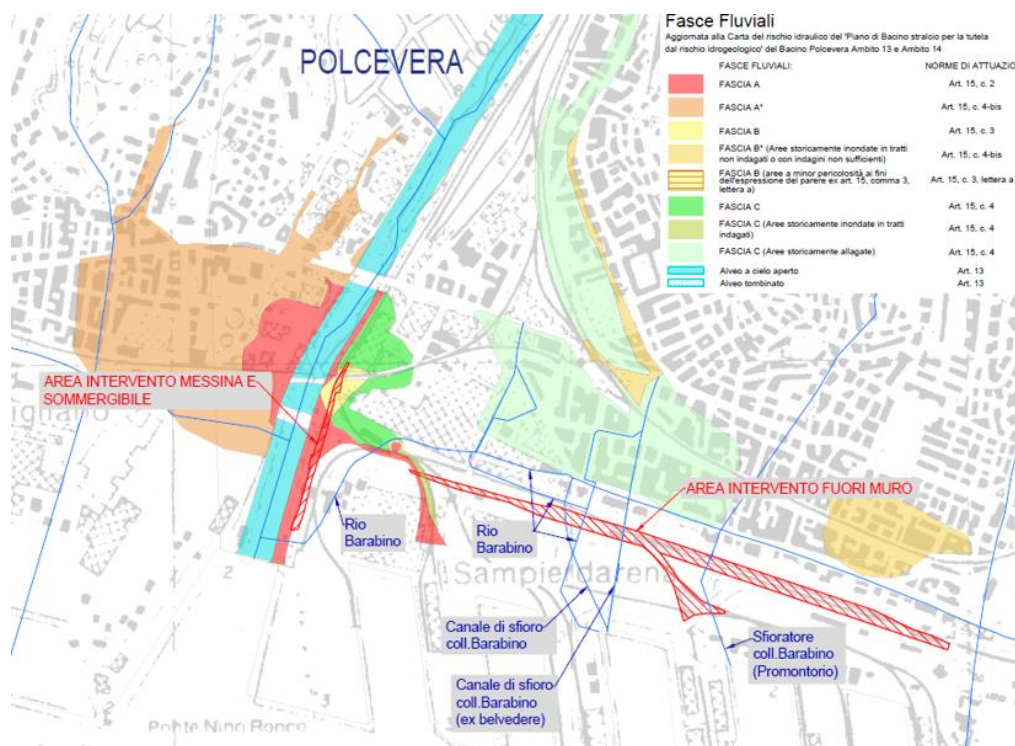 POLCEVERA
Fasce Fluviali
Aggiornata alla Carta del rischio idraulico del 'Piano di Bacino stralcio per la tutela
dal rischio idrogeologico' del Bacino Polcevera Ambito 13 e Ambito 14
FASCE FLUVIALI: NORME DI ATTUAZIO
FASCIA A Art. 15, c. 2
FASCIA A* Art. 15, c. 4-bis
FASCIA B Art. 15, c. 3
FASCIA B* (Aree storicamente inondate in tratti
non indagati o con indagini non sufficienti) Art. 15, c. 4-bis
FASCIA B (aree a minor pericolosità ai fini
dell'espressione del parere ex art. 15, comma 3,
lettera a) Art. 15, c. 3, lettera a
FASCIA C Art. 15, c. 4
FASCIA C (Aree storicamente inondate in tratti
indagati) Art. 15, c. 4
FASCIA C (Aree storicamente allagate) Art. 15, c. 4
Alveo a cielo aperto Art. 13
Alveo tombinato Art. 13
AREA INTERVENTO MESSINA E
SOMMERGIBILE
AREA INTERVENTO FUORI MURO
Rio
Barabino
Rio
Barabino
Sampierdarena
2
2
3
Canale di sfioro
coll.Barabino
Canale di sfioro
coll.Barabino
(ex belvedere)
Sfioratore
coll.Barabino
(Promontorio)
Ponte Nino Ronco